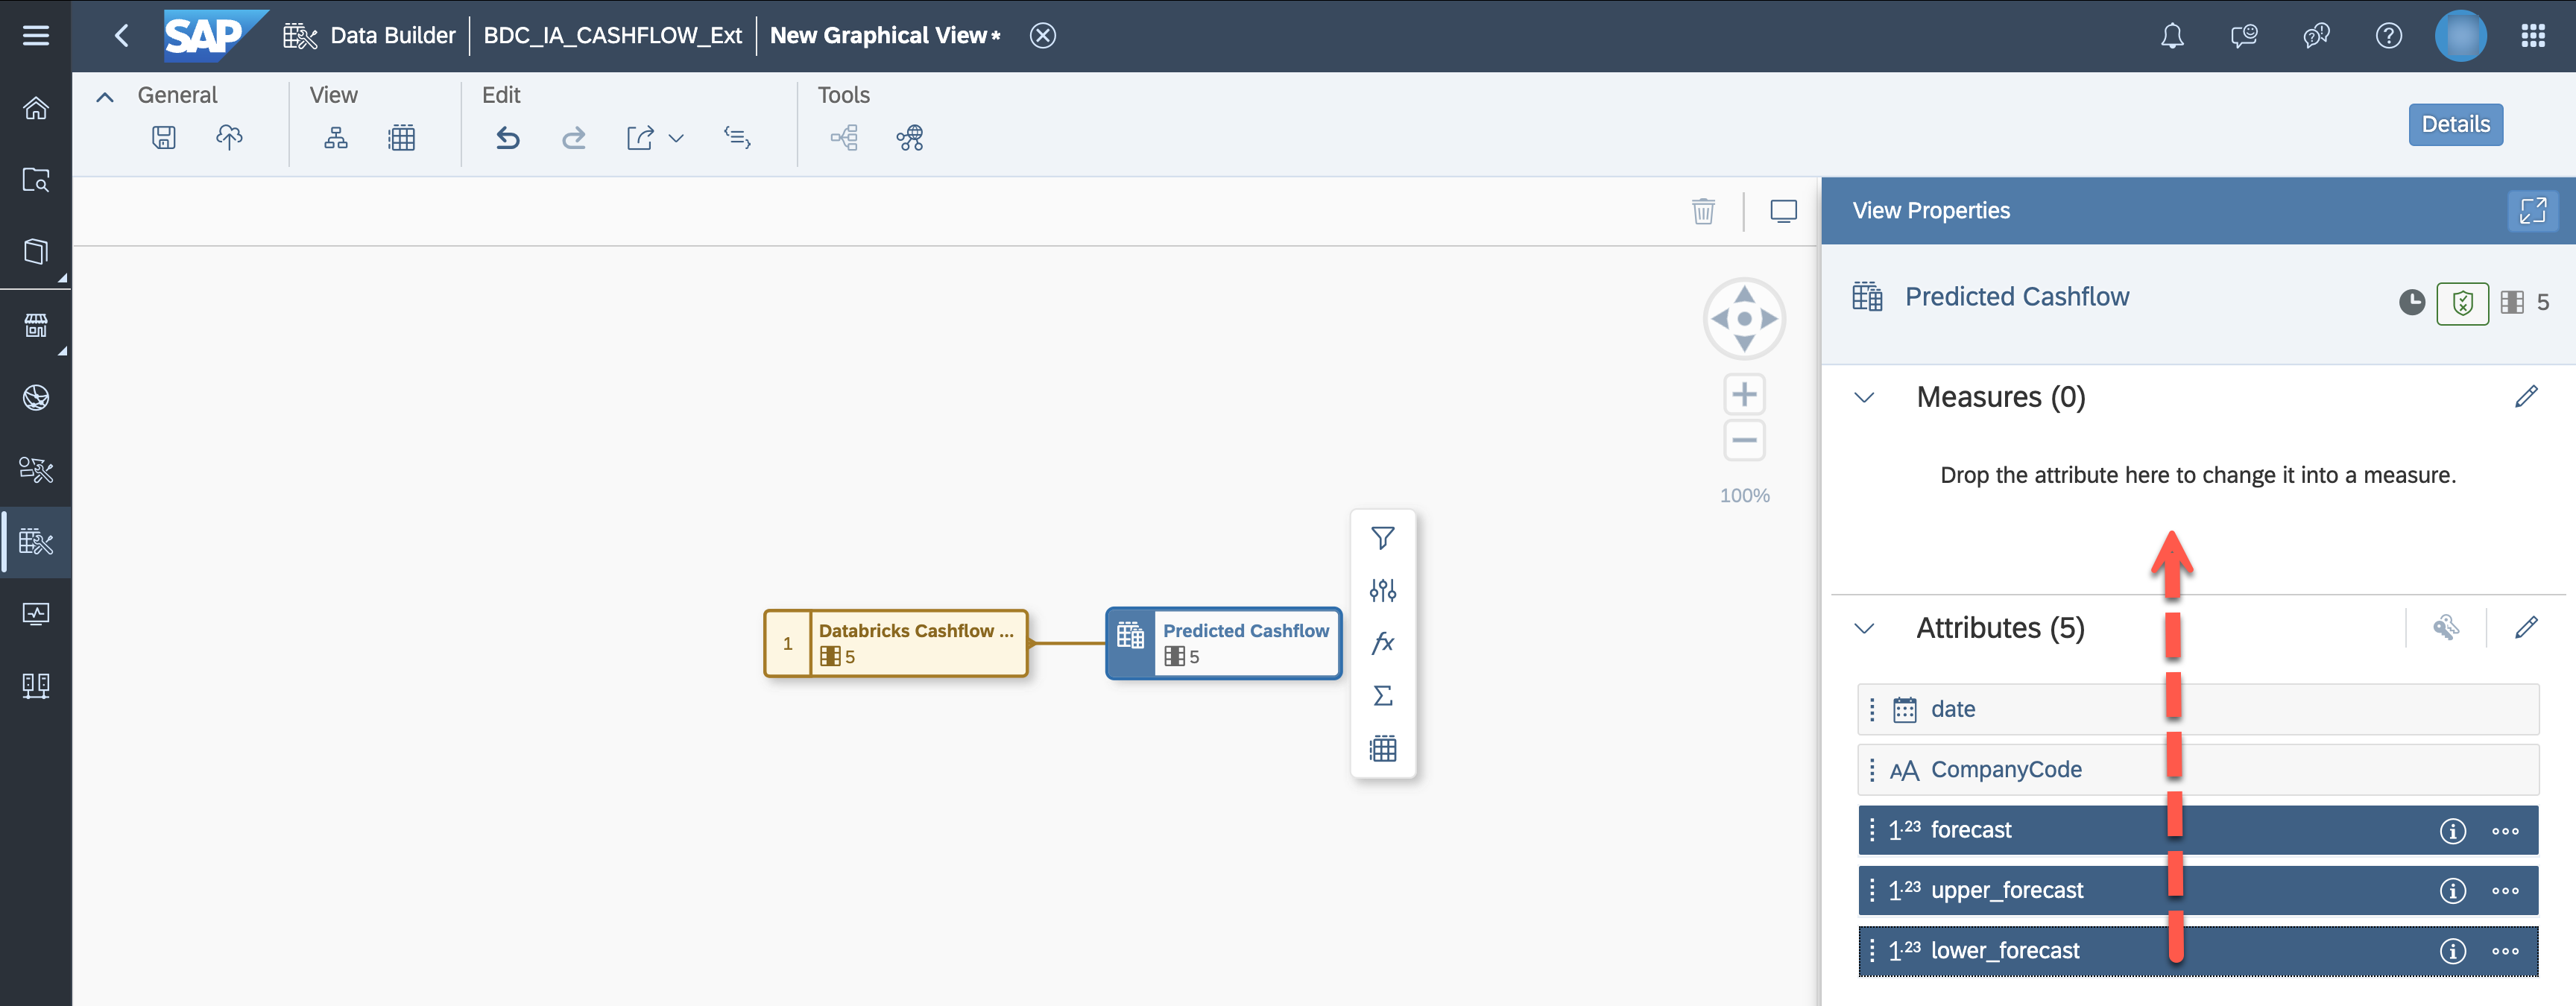 SAP Data Builder BDC_IA_CASHFLOW_Ext New Graphical View*
General View Edit Tools
Details
View Properties
Predicted Cashflow 5
Measures (0)
Drop the attribute here to change it into a measure.
100%
1 Databricks Cashflow ...
5
Predicted Cashflow
5
fx
Σ
Attributes (5)
date
AA CompanyCode
1.23 forecast
1.23 upper_forecast
1.23 lower_forecast